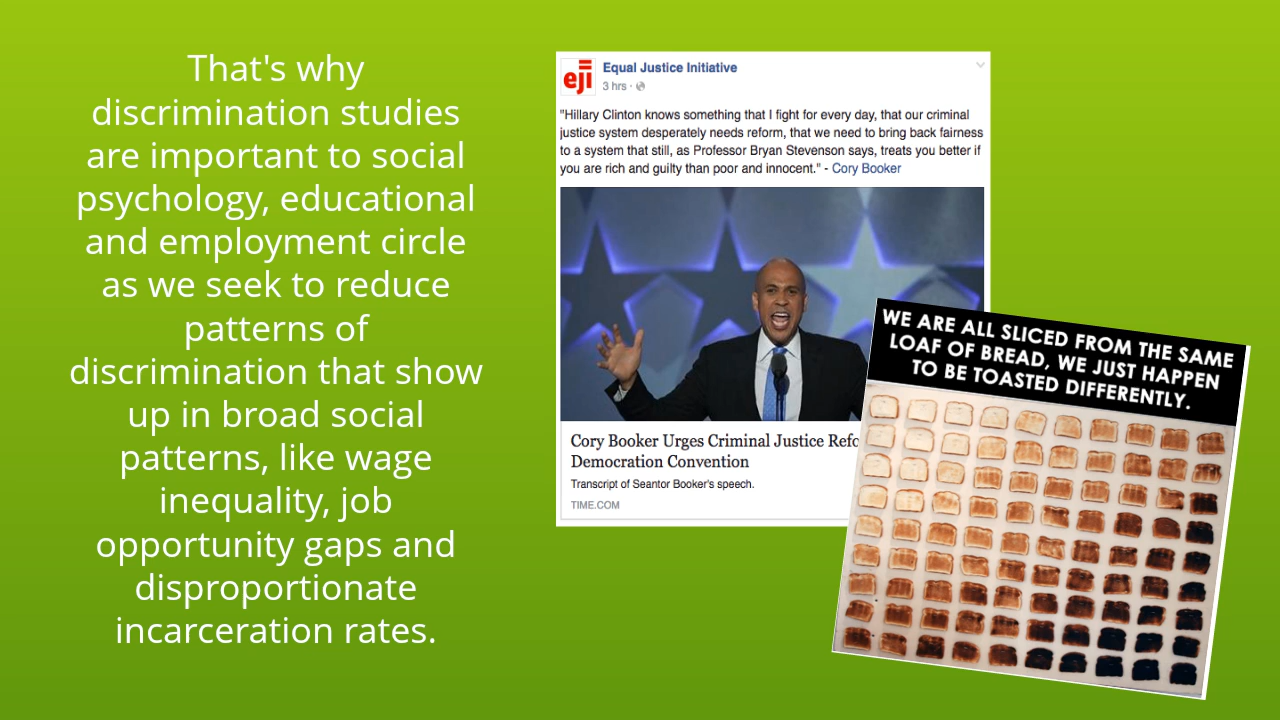 That's why
discrimination studies
are important to social
psychology, educational
and employment circle
as we seek to reduce
patterns of
discrimination that show
up in broad social
patterns, like wage
inequality, job
opportunity gaps and
disproportionate
incarceration rates.
eji
Equal Justice Initiative
3 hrs ·
"Hillary Clinton knows something that I fight for every day, that our criminal
justice system desperately needs reform, that we need to bring back fairness
to a system that still, as Professor Bryan Stevenson says, treats you better if
you are rich and guilty than poor and innocent." - Cory Booker
Cory Booker Urges Criminal Justice
Democration Convention
Transcript of Seantor Booker's speech.
TIME.COM
WE ARE ALL SLICED FROM THE SAME
LOAF OF BREAD, WE JUST HAPPEN
TO BE TOASTED DIFFERENTLY.